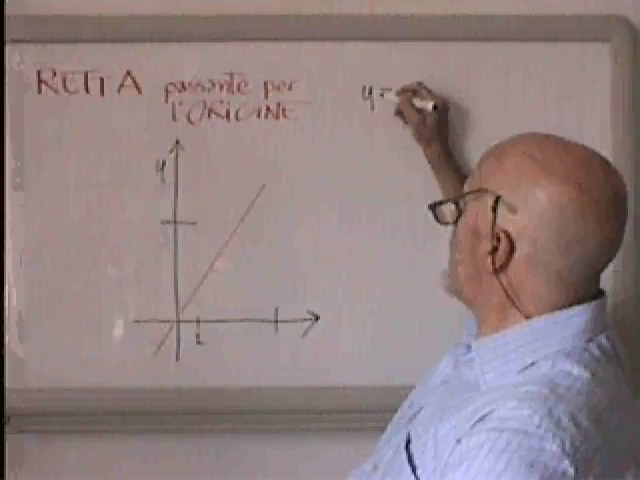 RETTA passante per
l'ORIGINE
y =
y
1